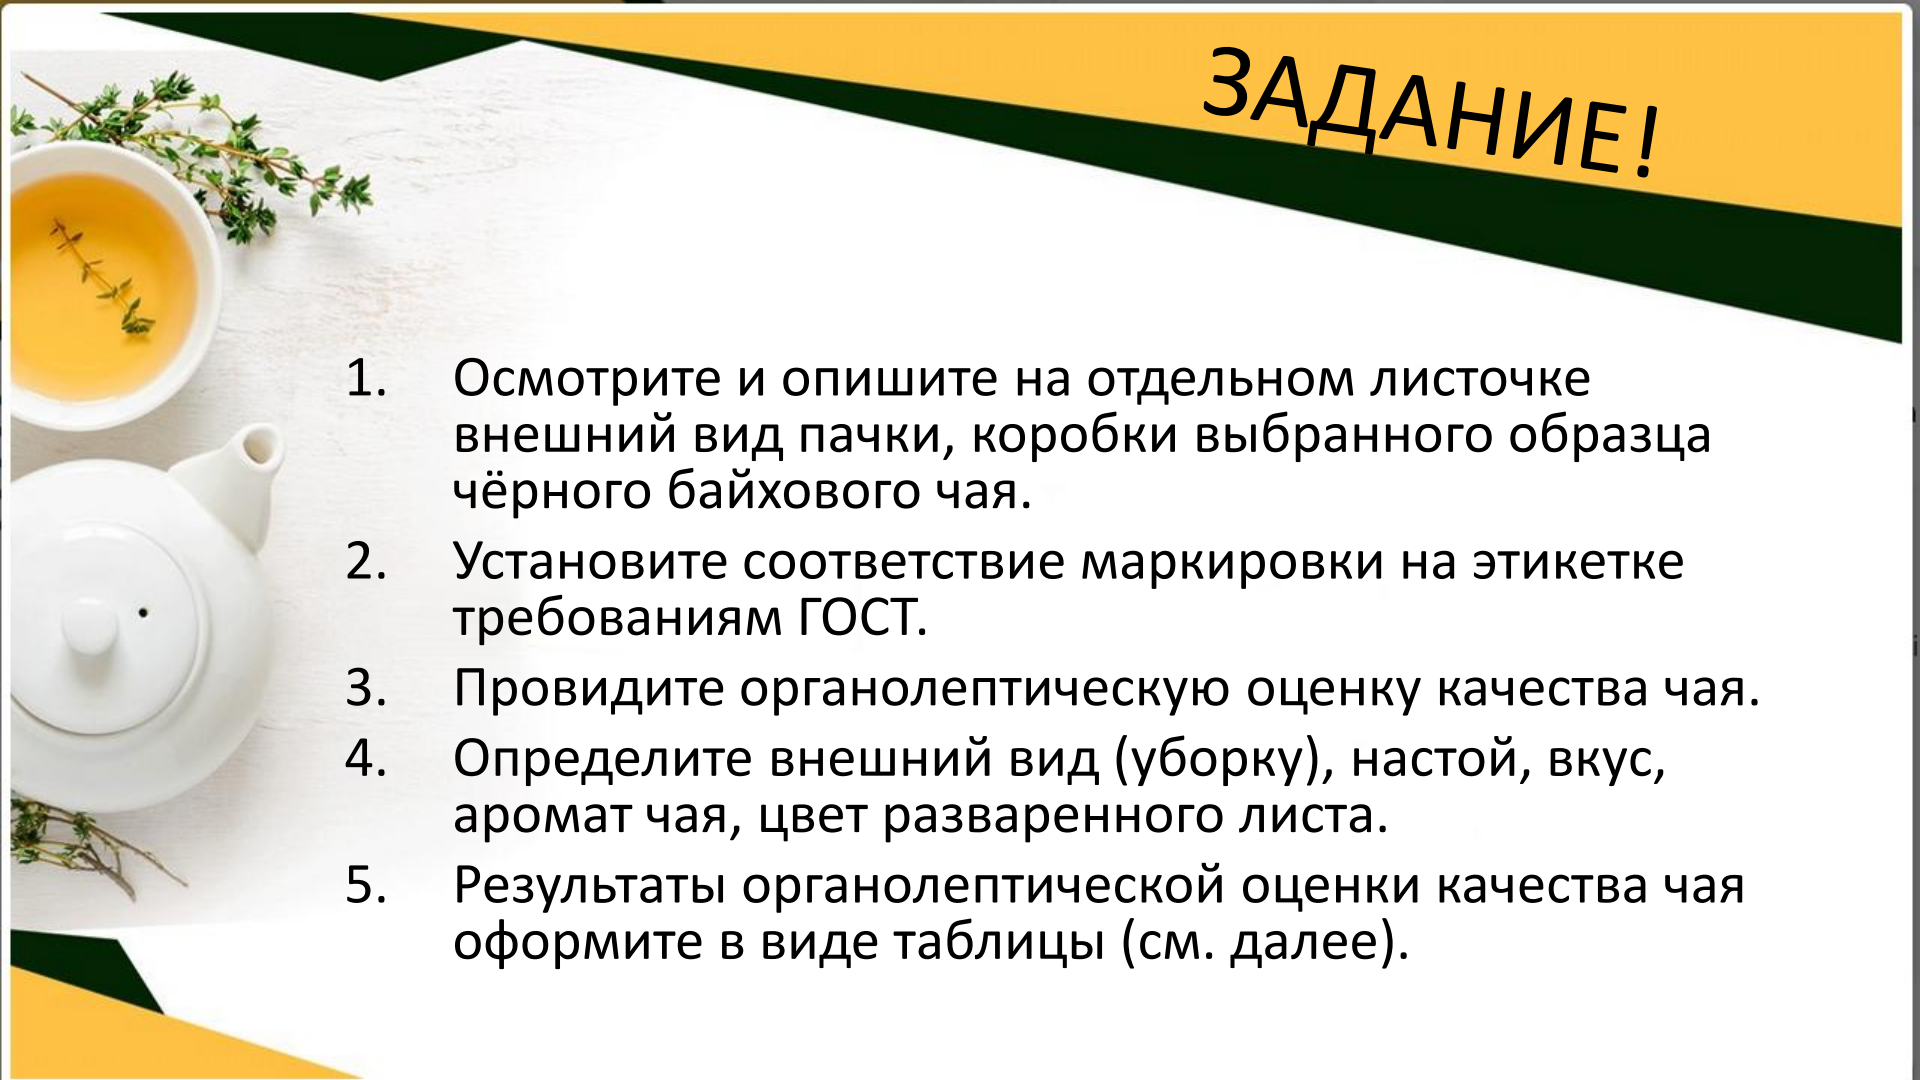 ЗАДАНИЕ!
1. Осмотрите и опишите на отдельном листочке
внешний вид пачки, коробки выбранного образца
чёрного байхового чая.
2. Установите соответствие маркировки на этикетке
требованиям ГОСТ.
3. Провидите органолептическую оценку качества чая.
4. Определите внешний вид (уборку), настой, вкус,
аромат чая, цвет разваренного листа.
5. Результаты органолептической оценки качества чая
оформите в виде таблицы (см. далее).